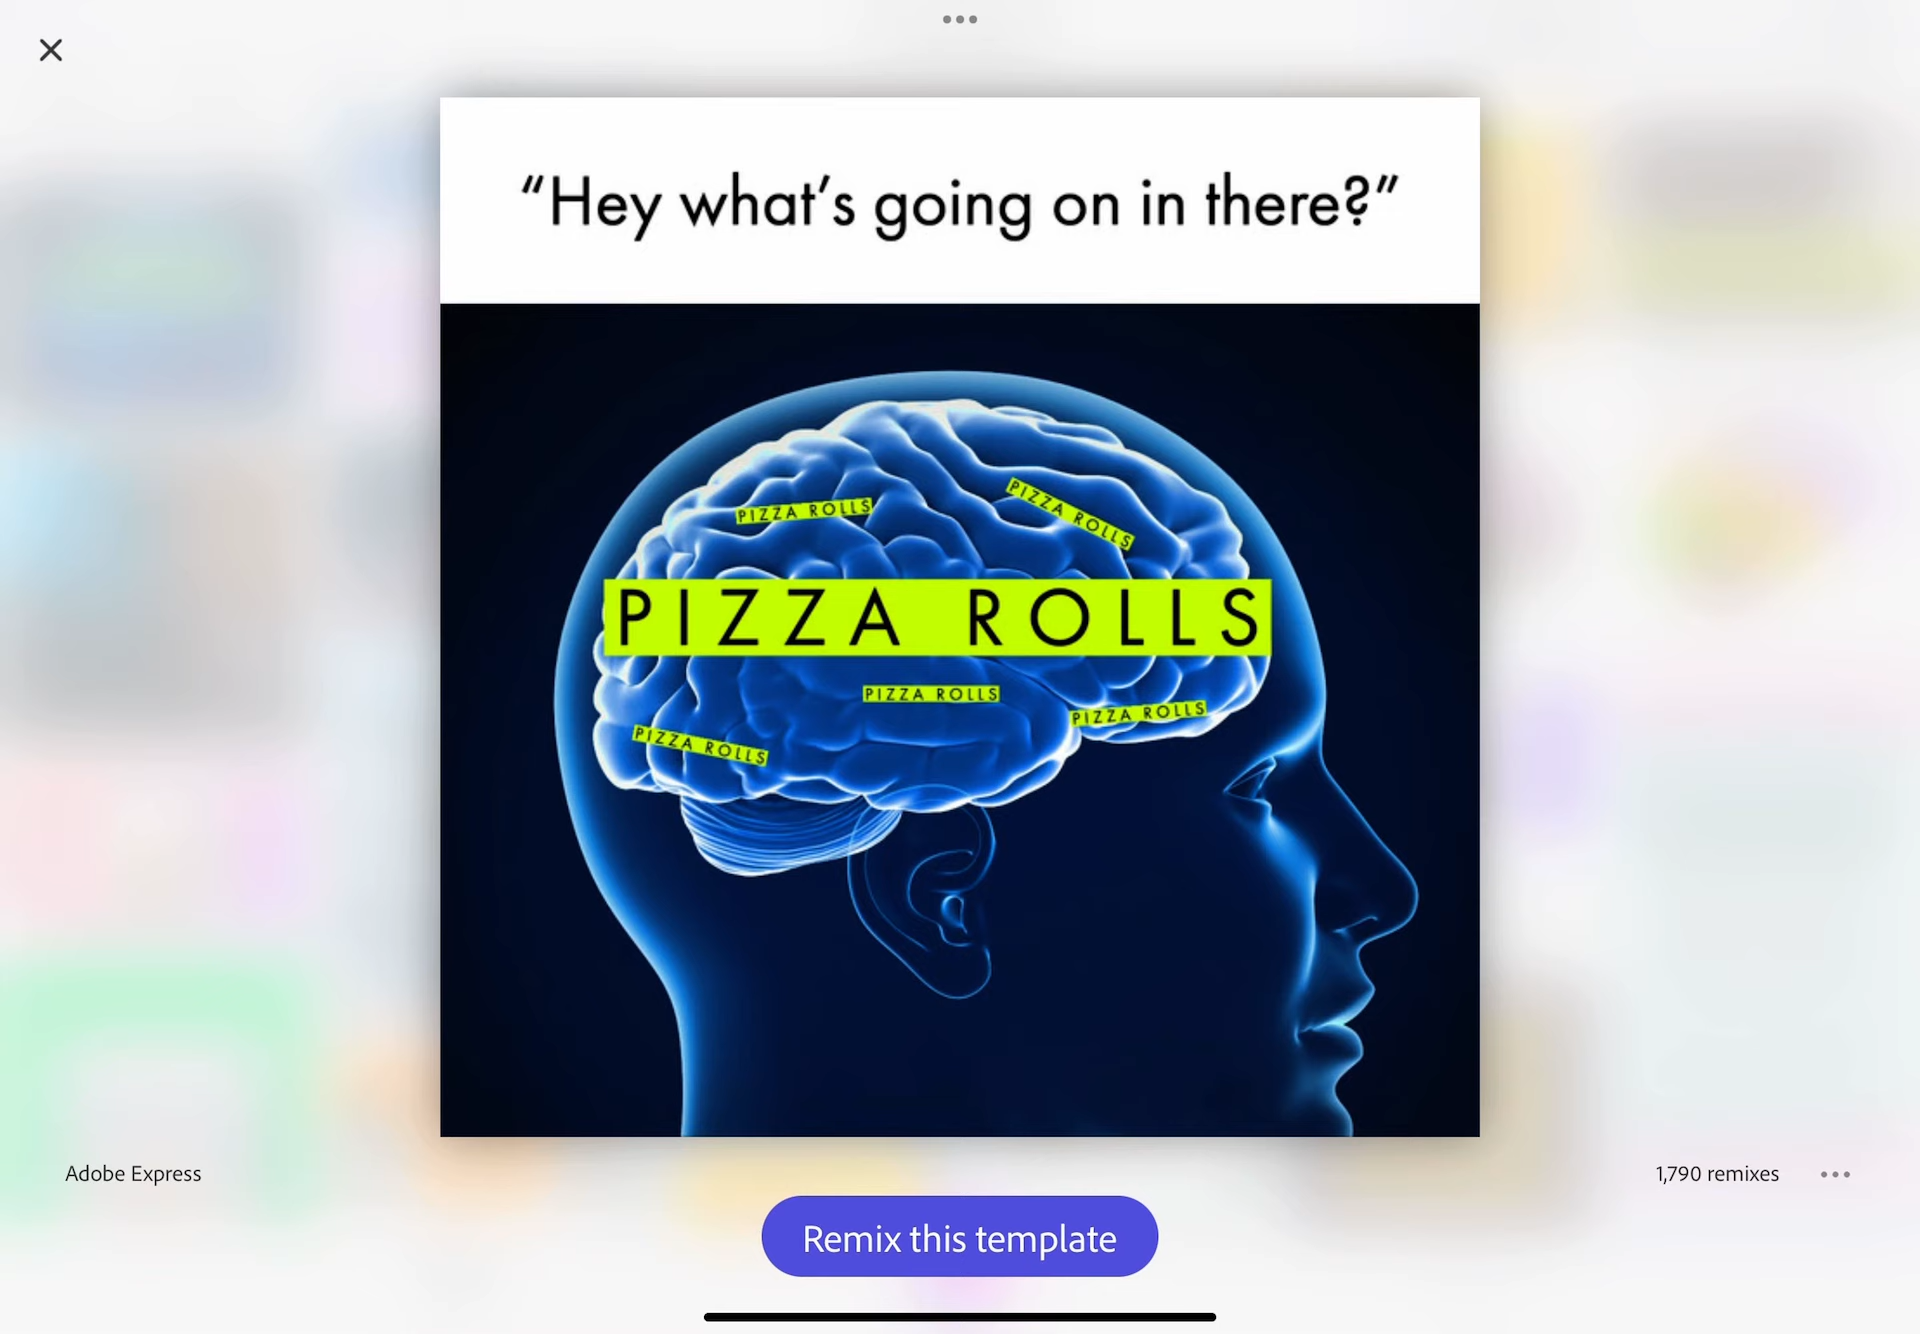 “Hey what’s going on in there?”
PIZZA ROLLS
PIZZA ROLLS
PIZZA ROLLS
PIZZA ROLLS
PIZZA ROLLS
PIZZA ROLLS
Adobe Express
1,790 remixes
Remix this template